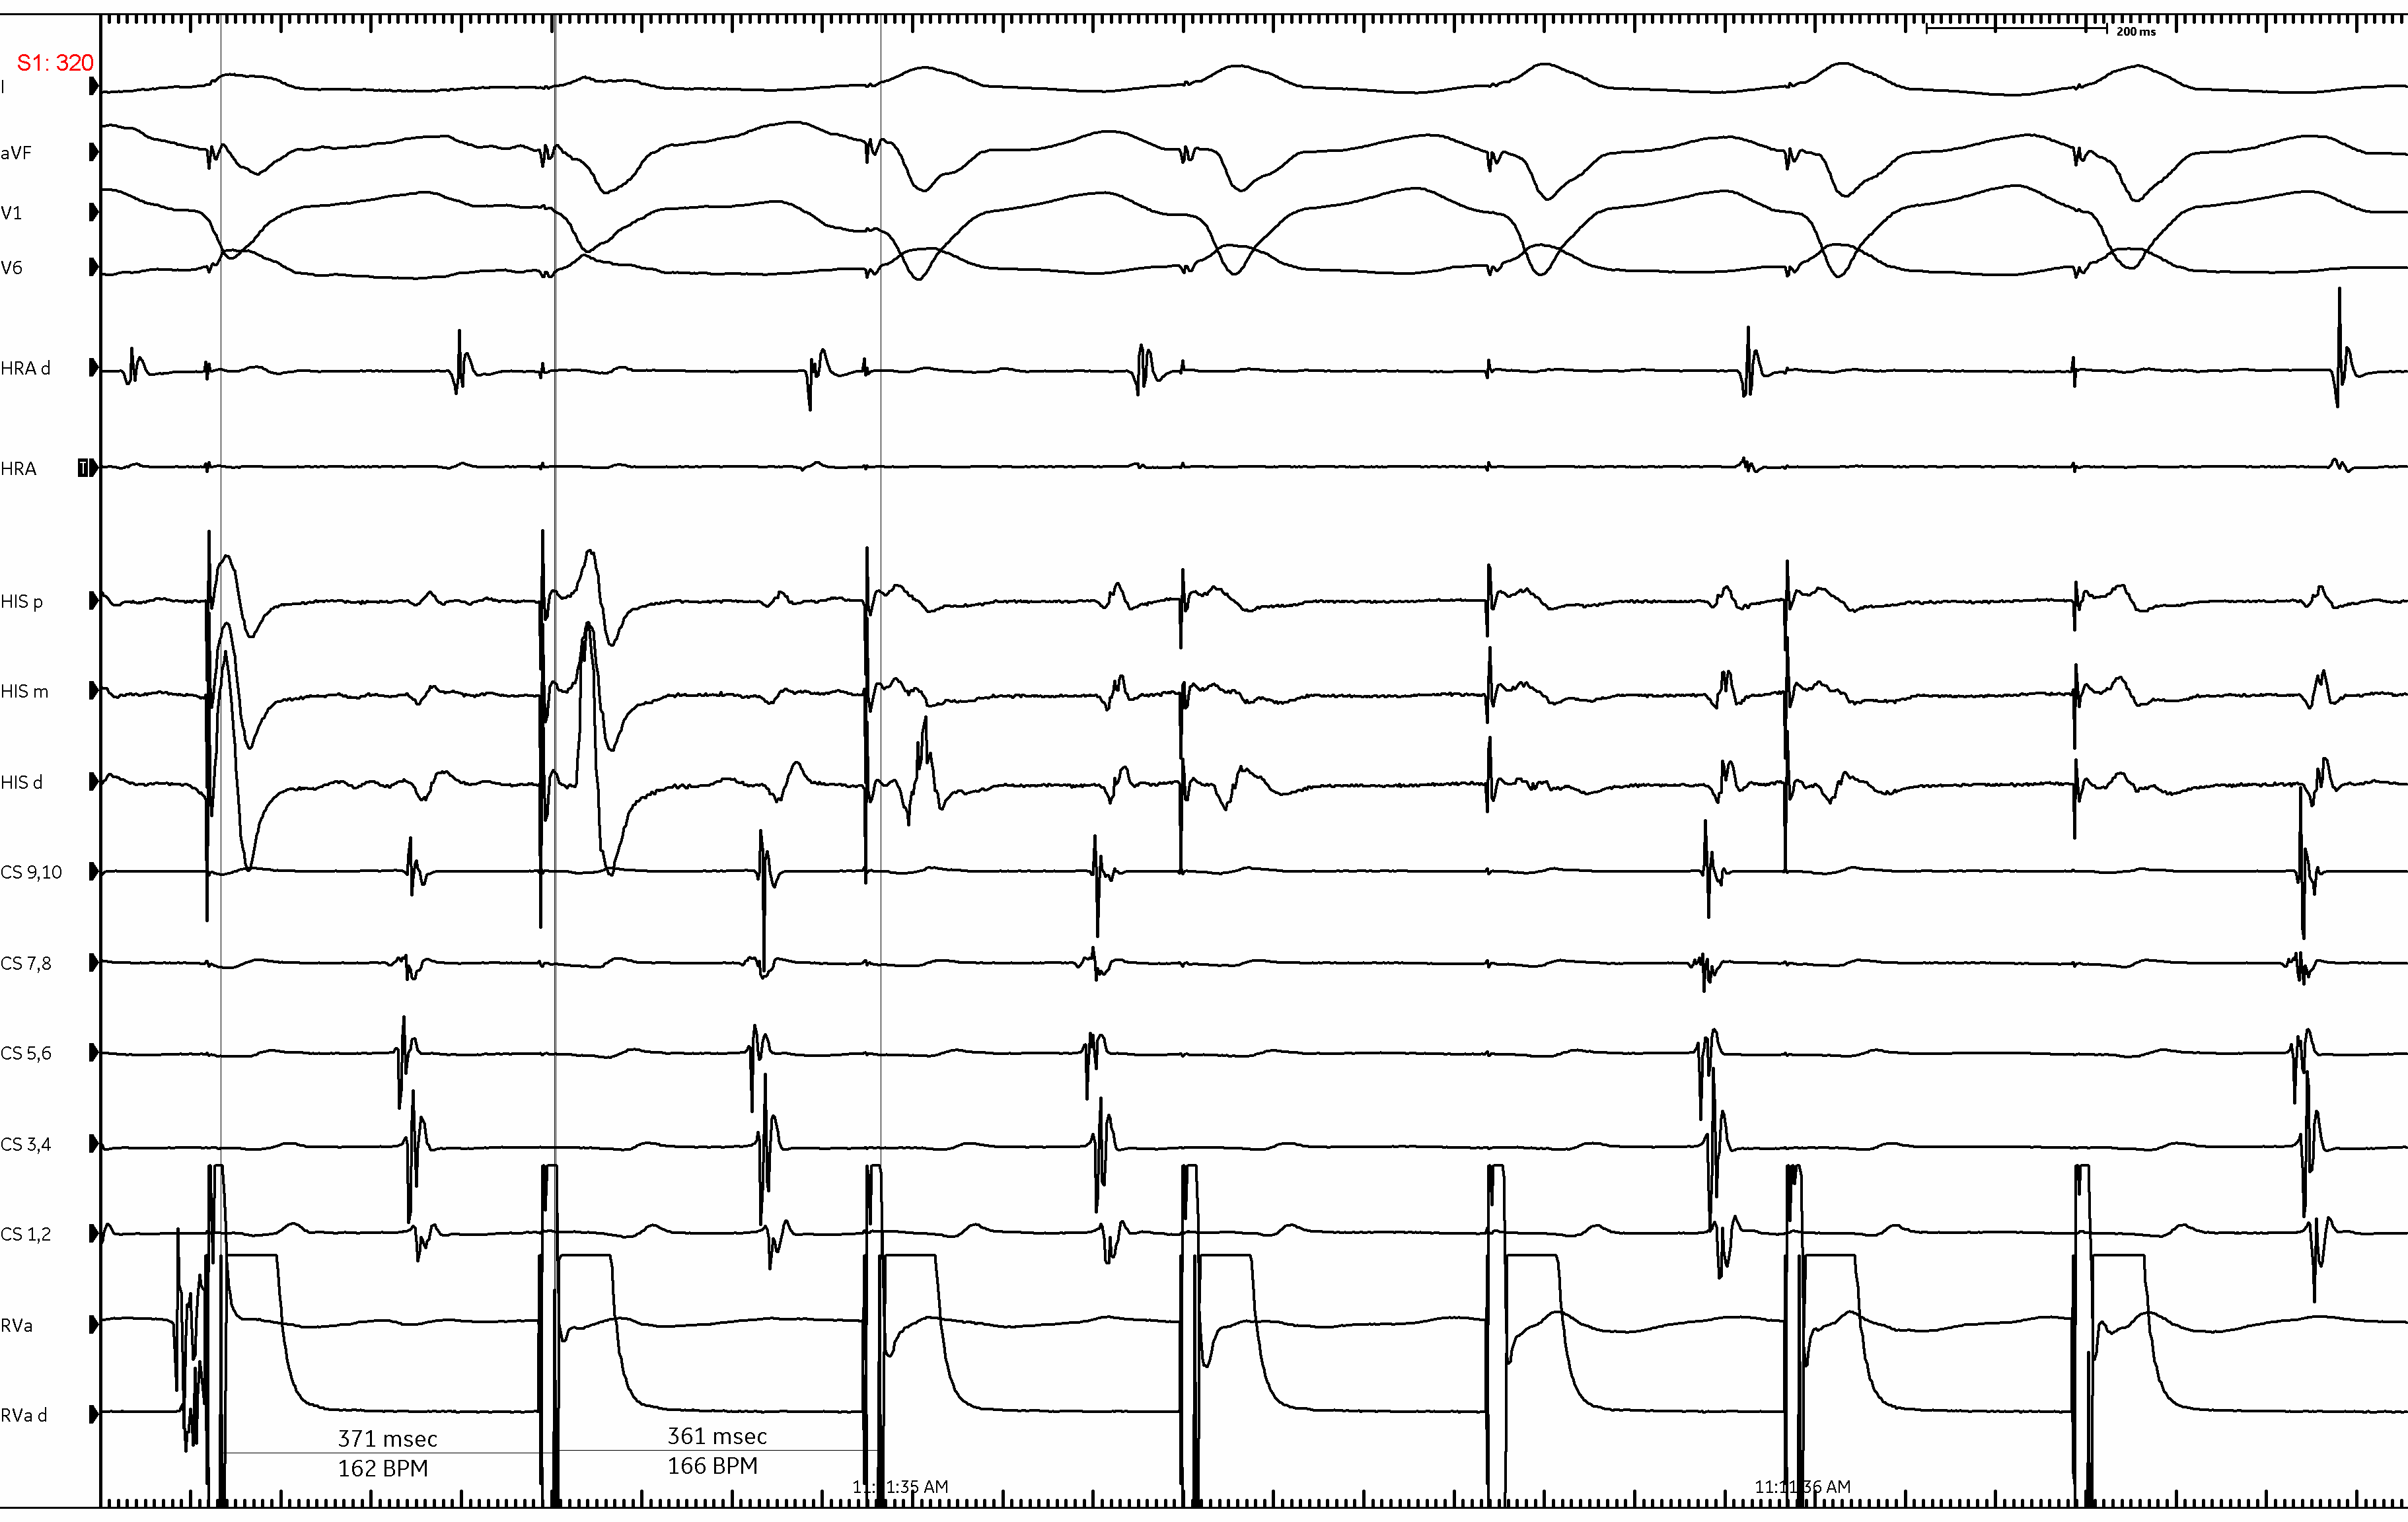 200 ms
S1: 320
I
aVF
V1
V6
HRA d
HRA
T
HIS p
HIS m
HIS d
CS 9,10
CS 7,8
CS 5,6
CS 3,4
CS 1,2
RVa
RVa d
371 msec
162 BPM
361 msec
166 BPM
11:11:35 AM
11:11:36 AM